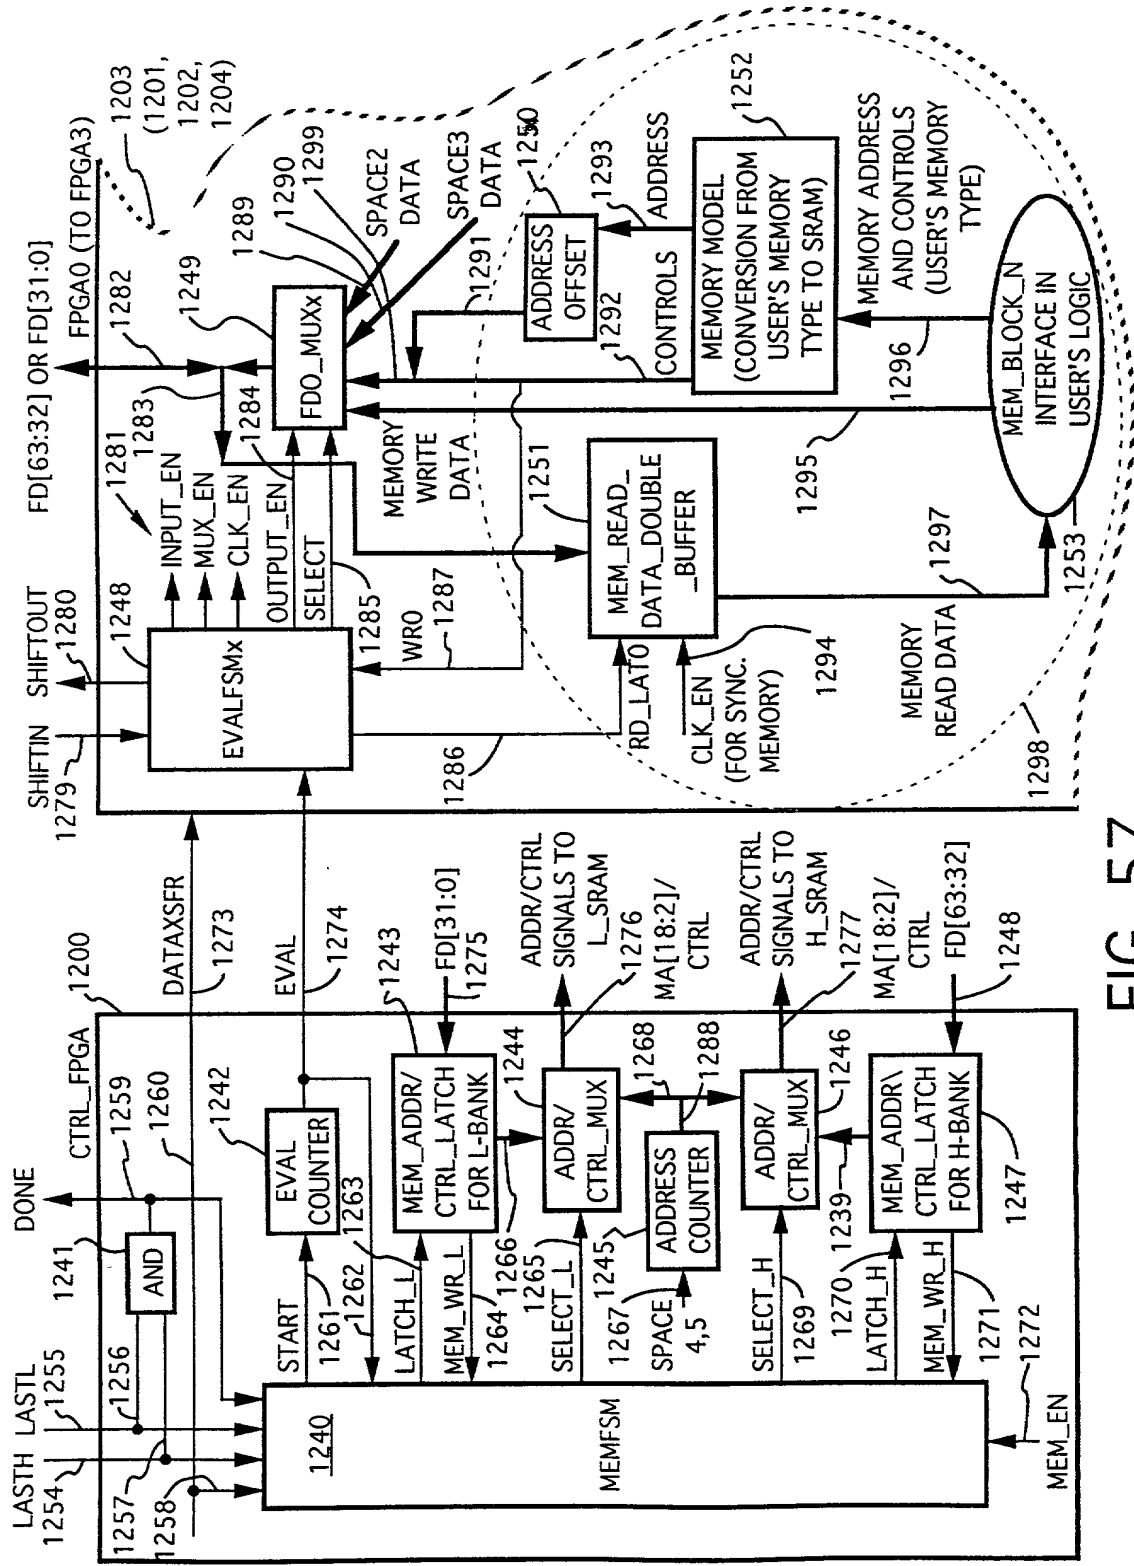 LASTH
1254
LASTL
1255
1256
1257
1258
DONE
1241
AND
1259
1260
CTRL_FPGA
1200
DATAXSFR
1273
1240
MEMFSM
START
1261
1262
1263
EVAL
COUNTER
1242
EVAL
1274
LATCH_L
MEM_WR_L
1264
1265
SELECT_L
MEM_ADDR/
CTRL_LATCH
FOR L-BANK
1243
FD[31:0]
1275
1266
ADDR/
CTRL_MUX
1244
ADDR/CTRL
SIGNALS TO
L_SRAM
1276
MA[18:2]/
CTRL
1245
1267
SPACE
4,5
ADDRESS
COUNTER
1268
1288
SELECT_H
1269
ADDR/
CTRL_MUX
1246
ADDR/CTRL
SIGNALS TO
H_SRAM
1277
MA[18:2]/
CTRL
1239
1270
LATCH_H
MEM_WR_H
1271
MEM_ADDR\
CTRL_LATCH
FOR H-BANK
1247
FD[63:32]
1248
1272
MEM_EN
SHIFTIN
1279
SHIFTOUT
1280
1248
EVALFSMx
1281
INPUT_EN
MUX_EN
CLK_EN
OUTPUT_EN
SELECT
1285
FD[63:32] OR FD[31:0]
1282
1283
1284
FPGA0 (TO FPGA3)
1203
(1201,
1202,
1204)
1249
FDO_MUXx
1289
1290
1299
SPACE2
DATA
SPACE3
DATA
1291
WR0
1287
1286
MEMORY
WRITE
DATA
1251
MEM_READ_
DATA_DOUBLE
_BUFFER
RD_LAT0
CLK_EN
(FOR SYNC.
MEMORY)
1294
ADDRESS
OFFSET
1250
1293
ADDRESS
1292
CONTROLS
MEMORY MODEL
(CONVERSION FROM
USER'S MEMORY
TYPE TO SRAM)
1252
1296
MEMORY ADDRESS
AND CONTROLS
(USER'S MEMORY
TYPE)
1295
1297
MEMORY
READ DATA
MEM_BLOCK_N
INTERFACE IN
USER'S LOGIC
1253
1298
FIG. 57